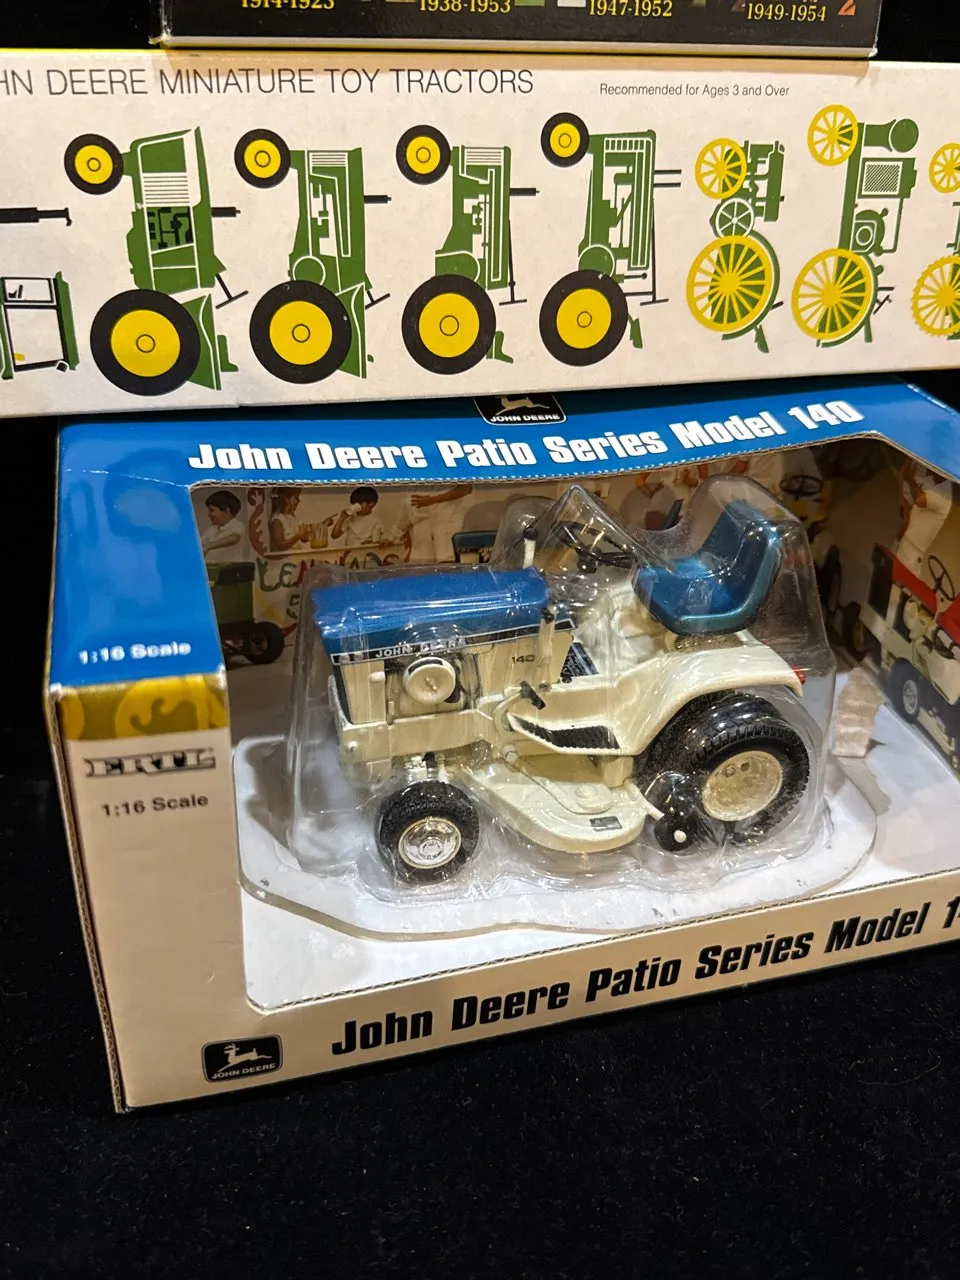 1914-1923
1938-1953
1947-1952
1949-1954
HN DEERE MINIATURE TOY TRACTORS
Recommended for Ages 3 and Over
JOHN DEERE
John Deere Patio Series Model 140
LEMONADE
JOHN DEERE
140
1:16 Scale
ERTL
1:16 Scale
John Deere Patio Series Model 1
JOHN DEERE